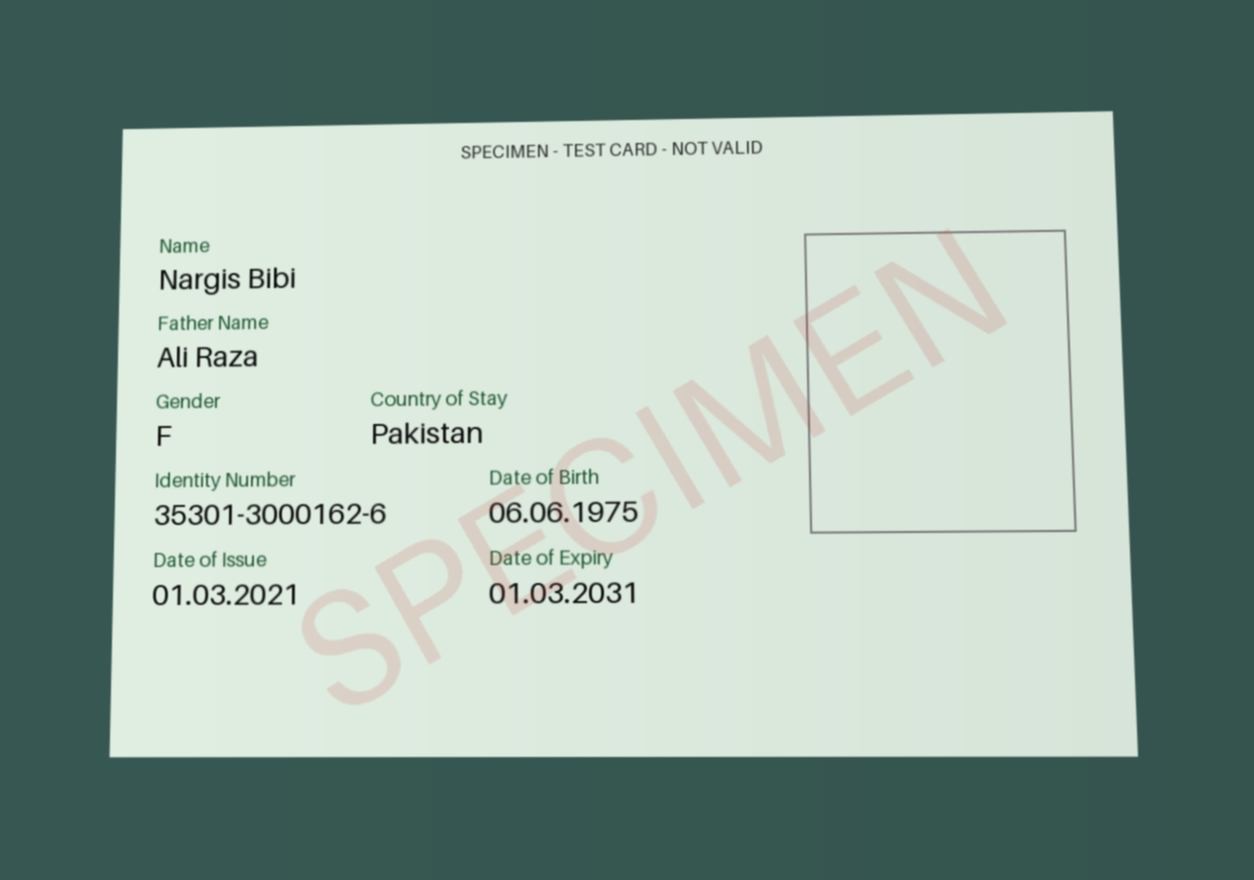 SPECIMEN - TEST CARD - NOT VALID
Name
Nargis Bibi
Father Name
Ali Raza
Gender Country of Stay
F Pakistan
Identity Number Date of Birth
35301-3000162-6 06.06.1975
Date of Issue Date of Expiry
01.03.2021 01.03.2031
SPECIMEN